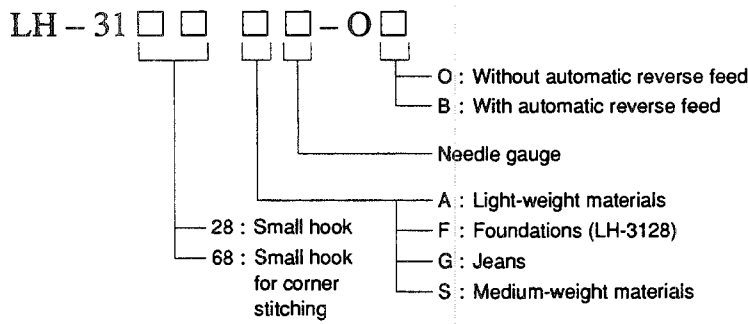 LH – 31□ □ □ □ – O □
O : Without automatic reverse feed
B : With automatic reverse feed
Needle gauge
A : Light-weight materials
F : Foundations (LH-3128)
G : Jeans
S : Medium-weight materials
28 : Small hook
68 : Small hook
for corner
stitching